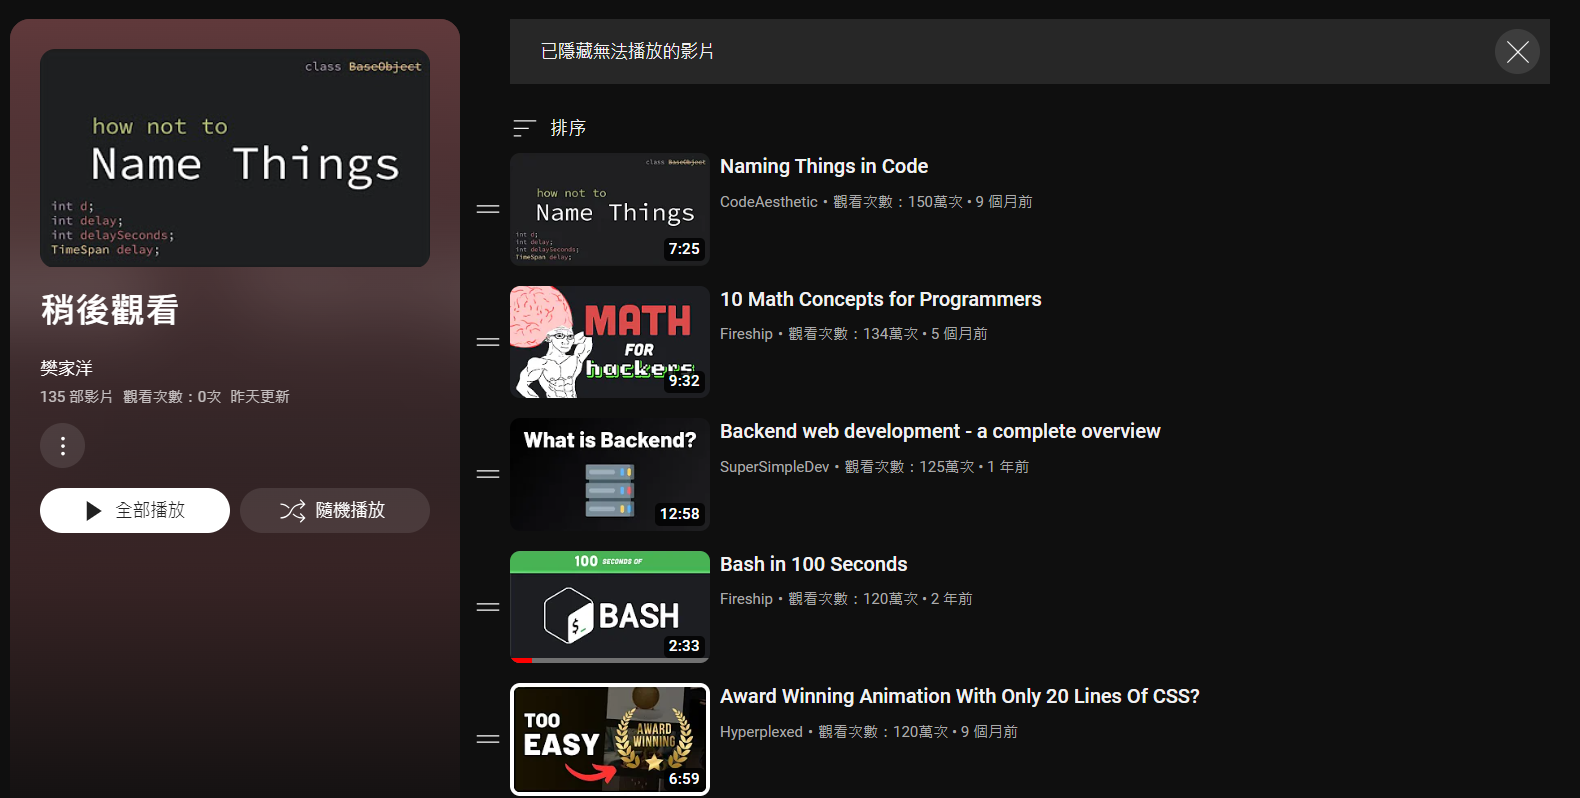 class BaseObject
how not to
Name Things
int d;
int delay;
int delaySeconds;
TimeSpan delay;
稍後觀看
樊家洋
135 部影片 觀看次數：0次 昨天更新
全部播放
隨機播放
已隱藏無法播放的影片
排序
class BaseObject
how not to
Name Things
int d;
int delay;
int delaySeconds;
TimeSpan delay;
7:25
Naming Things in Code
CodeAesthetic • 觀看次數：150萬次 • 9 個月前
MATH
FOR
hackers
9:32
10 Math Concepts for Programmers
Fireship • 觀看次數：134萬次 • 5 個月前
What is Backend?
12:58
Backend web development - a complete overview
SuperSimpleDev • 觀看次數：125萬次 • 1 年前
100 SECONDS OF
$_
BASH
2:33
Bash in 100 Seconds
Fireship • 觀看次數：120萬次 • 2 年前
TOO
EASY
AWARD
WINNING
6:59
Award Winning Animation With Only 20 Lines Of CSS?
Hyperplexed • 觀看次數：120萬次 • 9 個月前